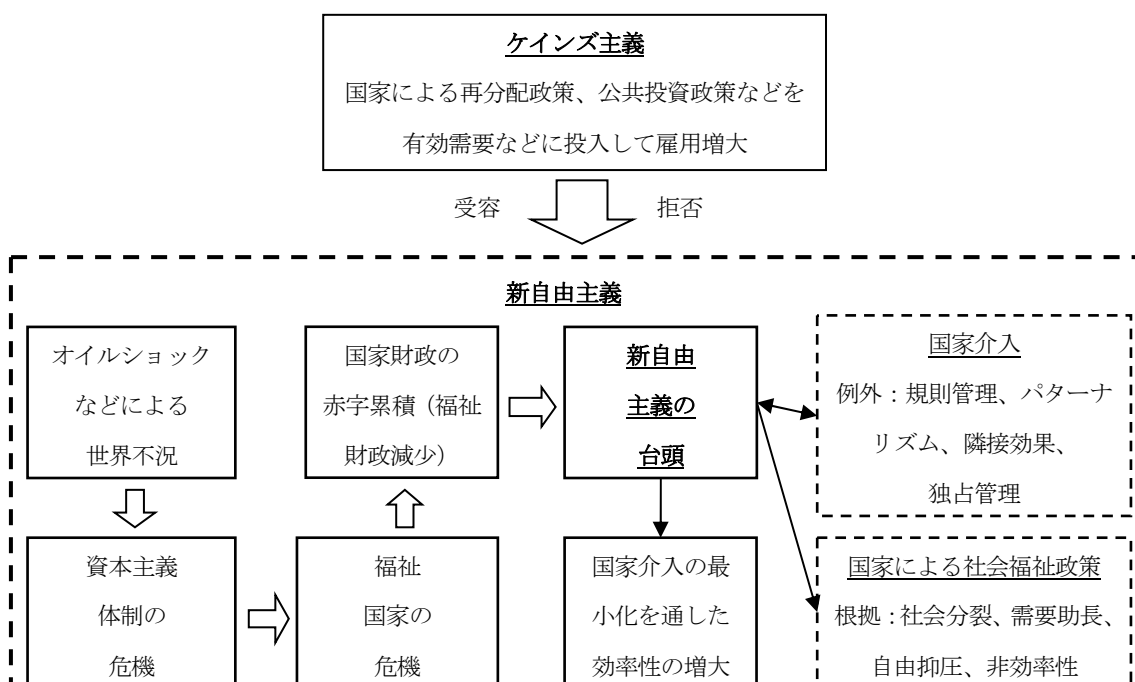 ケインズ主義
国家による再分配政策、公共投資政策などを
有効需要などに投入して雇用増大
受容
拒否
新自由主義
オイルショック
などによる
世界不況
国家財政の
赤字累積（福祉
財政減少）
新自由
主義の
台頭
国家介入
例外：規則管理、パターナ
リズム、隣接効果、
独占管理
資本主義
体制の
危機
福祉
国家の
危機
国家介入の最
小化を通した
効率性の増大
国家による社会福祉政策
根拠：社会分裂、需要助長、
自由抑圧、非効率性